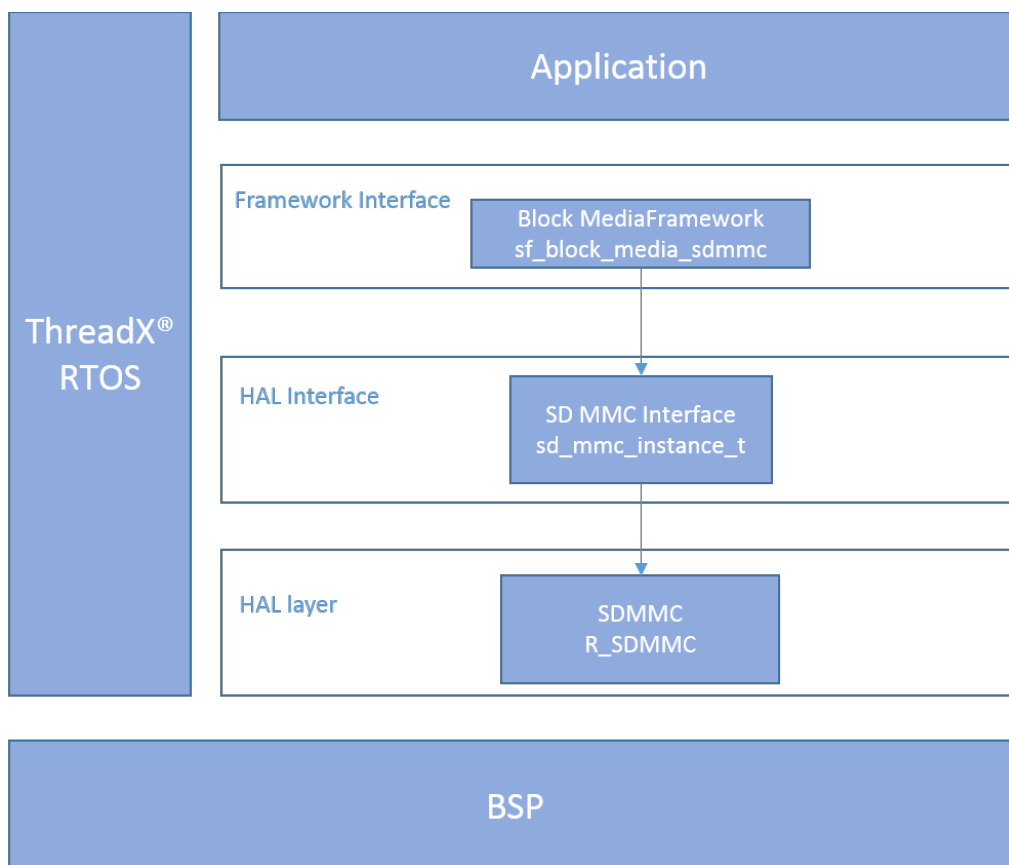 Application
Framework Interface
Block MediaFramework
sf_block_media_sdmmc
ThreadX®
RTOS
HAL Interface
SD MMC Interface
sd_mmc_instance_t
HAL layer
SDMMC
R_SDMMC
BSP